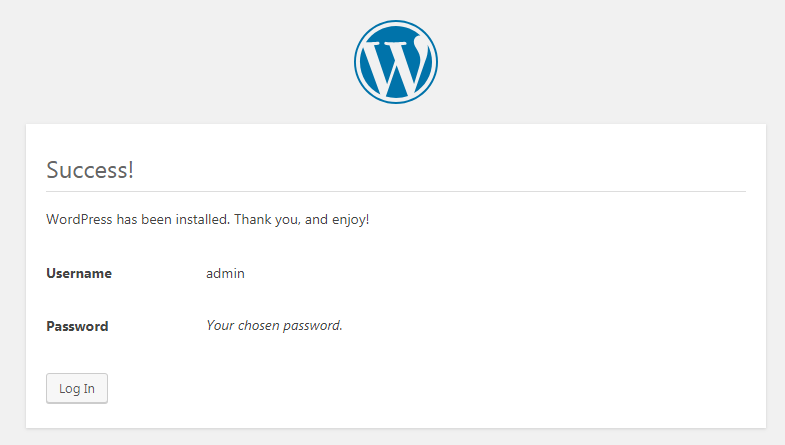 Success!
WordPress has been installed. Thank you, and enjoy!
Username admin
Password Your chosen password.
Log In